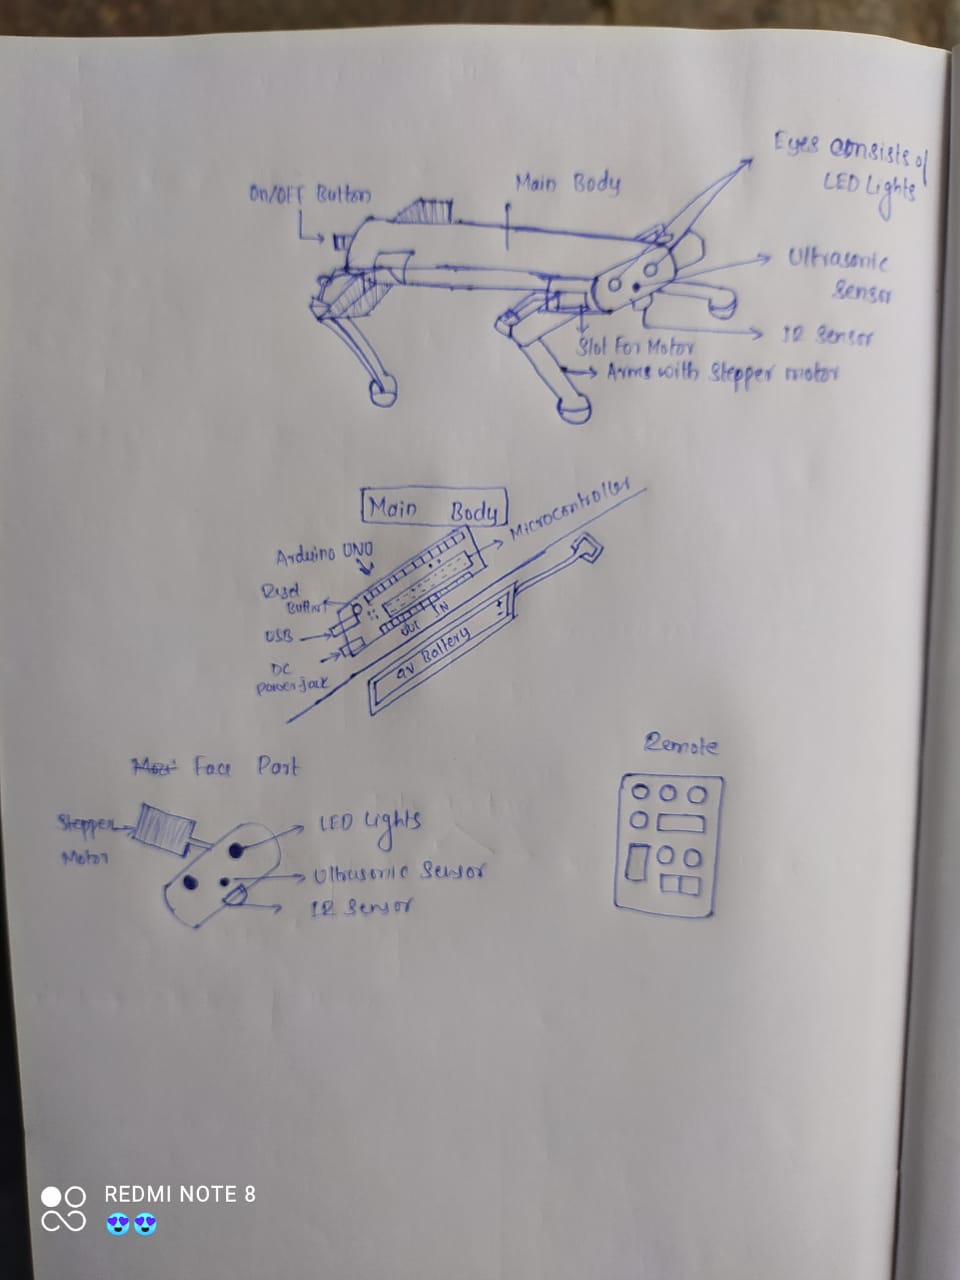 Eyes consists of
LED Lights
On/OFF Button
Main Body
Ultrasonic
Sensor
IR Sensor
Slot For Motor
Arms with Stepper motor
Main Body
Microcontroller
Arduino UNO
Reset
Button
USB
DC
Power jack
OUT
IN
9V Battery
+
-
Remote
Face Part
Stepper
Motor
LED Lights
Ultrasonic Sensor
IR Sensor
REDMI NOTE 8
😍😍